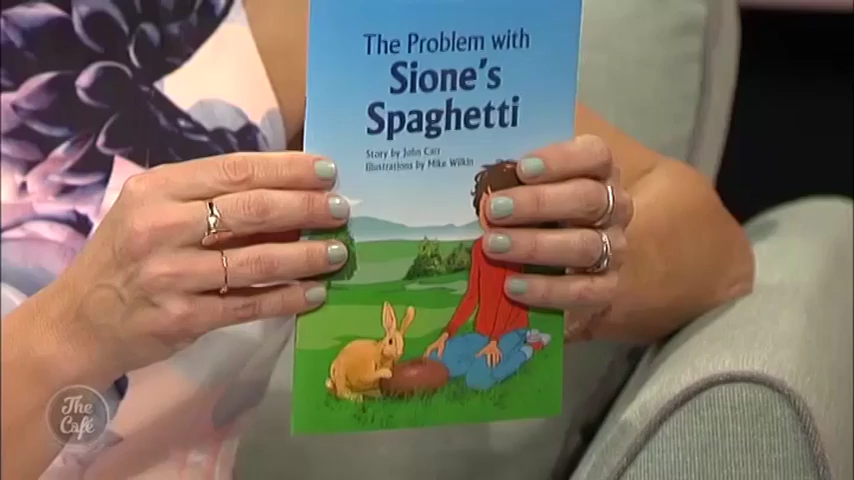 The Problem with
Sione's
Spaghetti
Story by John Carr
Illustrations by Mike Wilkin
The
Café